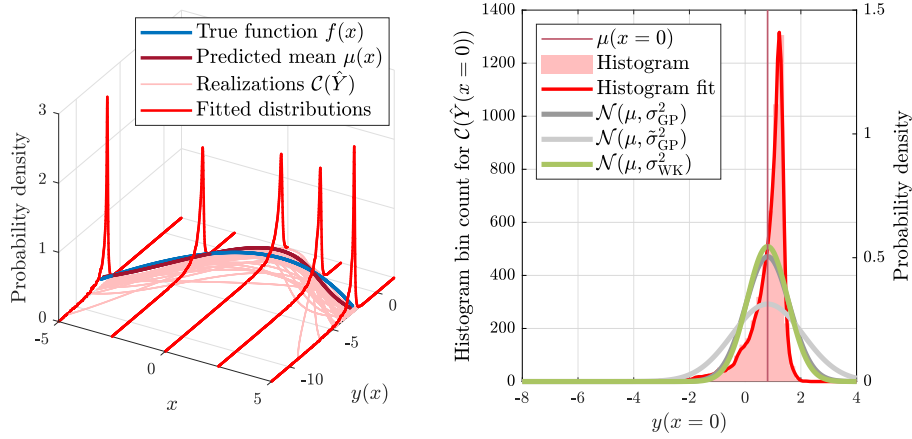 True function f(x)
Predicted mean μ(x)
Realizations C(Ŷ)
Fitted distributions
Probability density
3
2
1
0
-5
0
5
x
-10
-5
0
y(x)
Histogram bin count for C(Ŷ(x = 0))
1400
1200
1000
800
600
400
200
0
μ(x = 0)
Histogram
Histogram fit
N(μ, σ²_GP)
N(μ, σ̃²_GP)
N(μ, σ²_WK)
-8
-6
-4
-2
0
2
4
y(x = 0)
1.5
1
0.5
0
Probability density